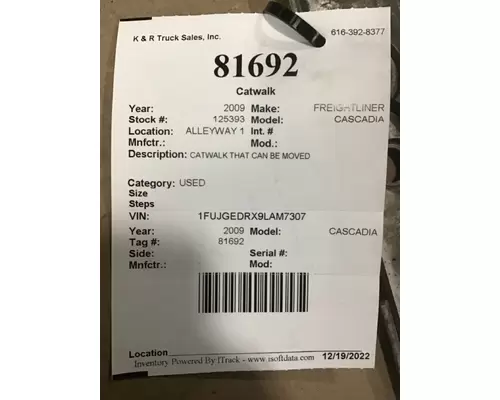 K & R Truck Sales, Inc. 616-392-8377
81692
Catwalk
Year: 2009 Make: FREIGHTLINER
Stock #: 125393 Model: CASCADIA
Location: ALLEYWAY 1 Int. #
Mnfctr.: Mod.:
Description: CATWALK THAT CAN BE MOVED
Category: USED
Size
Steps
VIN: 1FUJGEDRX9LAM7307
Year: 2009 Model: CASCADIA
Tag #: 81692
Side: Serial #:
Mnfctr.: Mod:
Location
Inventory Powered By ITrack - www.isoftdata.com 12/19/2022